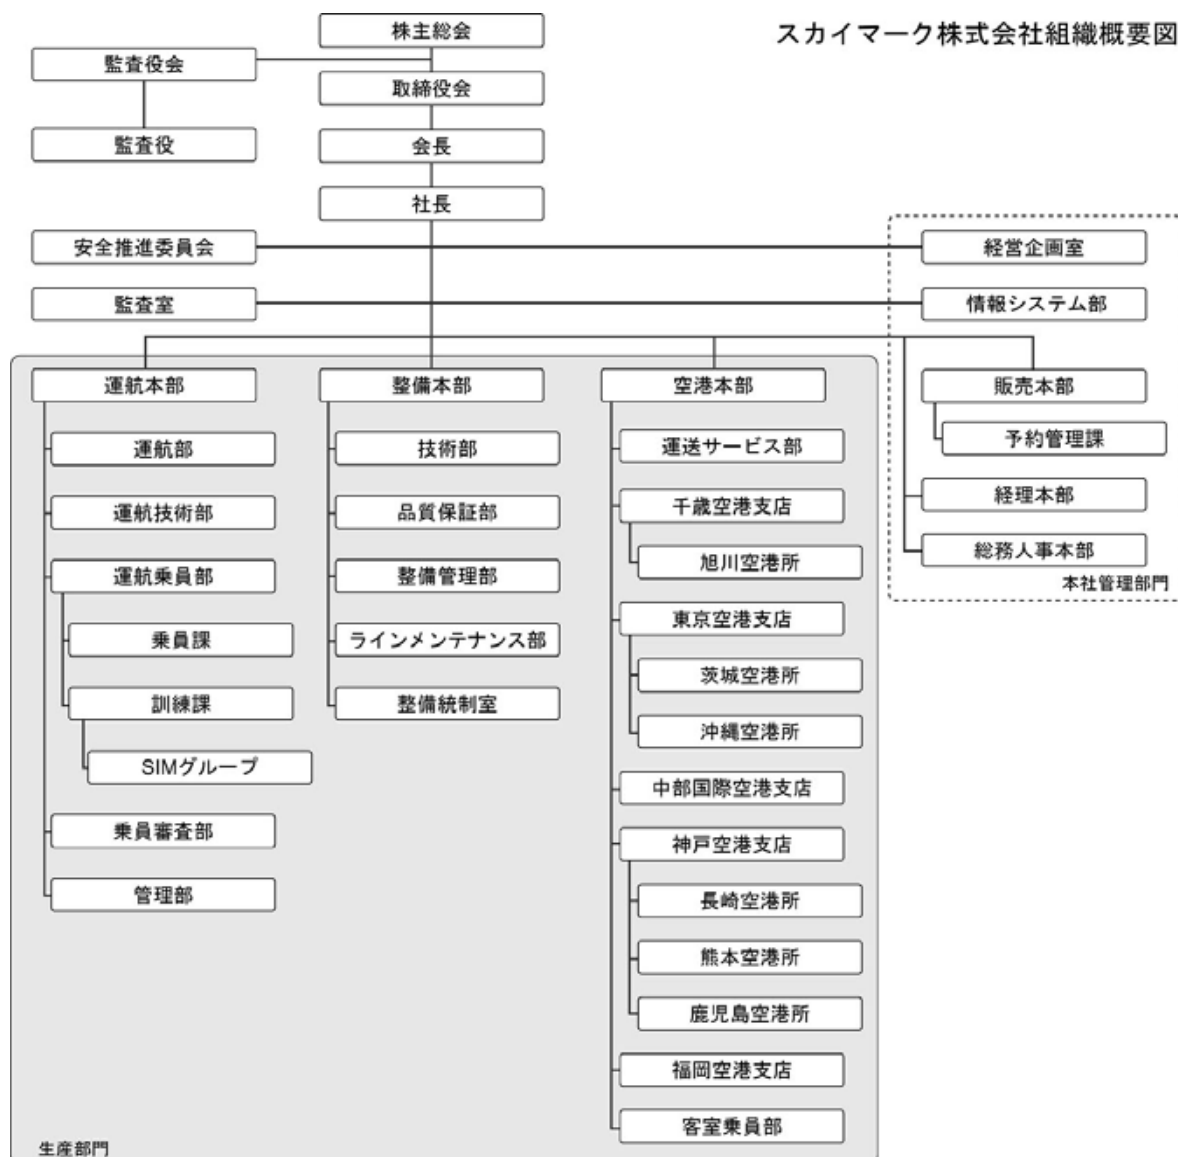 スカイマーク株式会社組織概要図
株主総会
監査役会
取締役会
監査役
会長
社長
安全推進委員会
経営企画室
監査室
情報システム部
運航本部
運航部
運航技術部
運航乗員部
乗員課
訓練課
SIMグループ
乗員審査部
管理部
整備本部
技術部
品質保証部
整備管理部
ラインメンテナンス部
整備統制室
空港本部
運送サービス部
千歳空港支店
旭川空港所
東京空港支店
茨城空港所
沖縄空港所
中部国際空港支店
神戸空港支店
長崎空港所
熊本空港所
鹿児島空港所
福岡空港支店
客室乗員部
生産部門
販売本部
予約管理課
経理本部
総務人事本部
本社管理部門